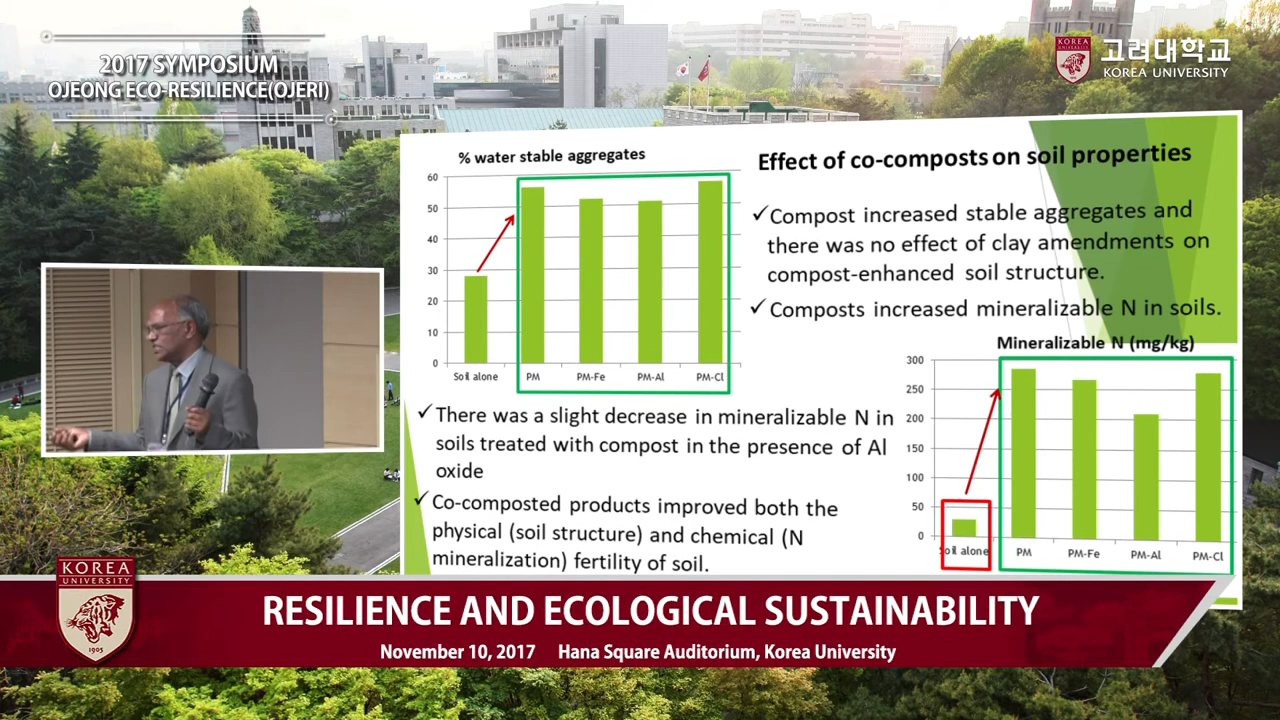 2017 SYMPOSIUM
OJEONG ECO-RESILIENCE(OJERI)
KOREA
UNIVERSITY
고려대학교
KOREA UNIVERSITY
% water stable aggregates
60
50
40
30
20
10
0
Soil alone PM PM-Fe PM-Al PM-Cl
Effect of co-composts on soil properties
✓Compost increased stable aggregates and
there was no effect of clay amendments on
compost-enhanced soil structure.
✓Composts increased mineralizable N in soils.
Mineralizable N (mg/kg)
300
250
200
150
100
50
0
Soil alone PM PM-Fe PM-Al PM-Cl
✓There was a slight decrease in mineralizable N in
soils treated with compost in the presence of Al
oxide
✓Co-composted products improved both the
physical (soil structure) and chemical (N
mineralization) fertility of soil.
KOREA
UNIVERSITY
1905
RESILIENCE AND ECOLOGICAL SUSTAINABILITY
November 10, 2017 Hana Square Auditorium, Korea University